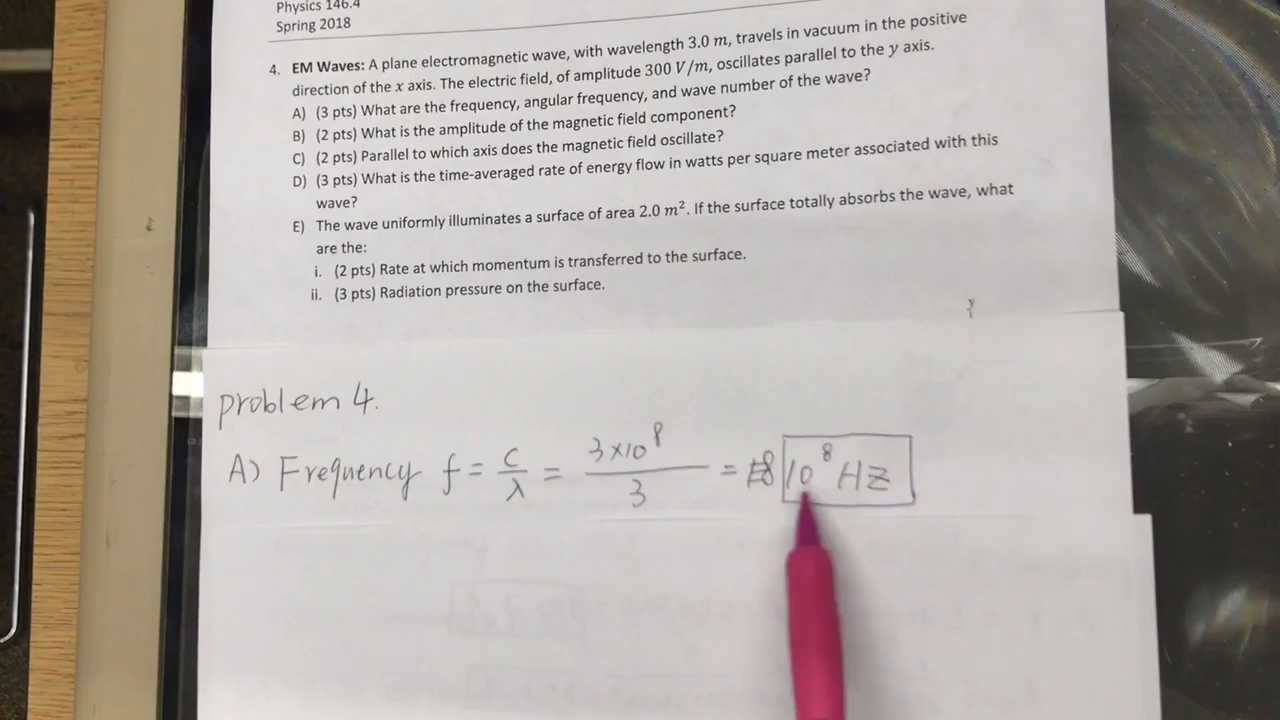 Physics 146.4
Spring 2018
4. EM Waves: A plane electromagnetic wave, with wavelength 3.0 m, travels in vacuum in the positive
direction of the x axis. The electric field, of amplitude 300 V/m, oscillates parallel to the y axis.
A) (3 pts) What are the frequency, angular frequency, and wave number of the wave?
B) (2 pts) What is the amplitude of the magnetic field component?
C) (2 pts) Parallel to which axis does the magnetic field oscillate?
D) (3 pts) What is the time-averaged rate of energy flow in watts per square meter associated with this
wave?
E) The wave uniformly illuminates a surface of area 2.0 m². If the surface totally absorbs the wave, what
are the:
i. (2 pts) Rate at which momentum is transferred to the surface.
ii. (3 pts) Radiation pressure on the surface.
problem 4.
A) Frequency f = c/λ = 3×10⁸/3 = 10⁸ HZ